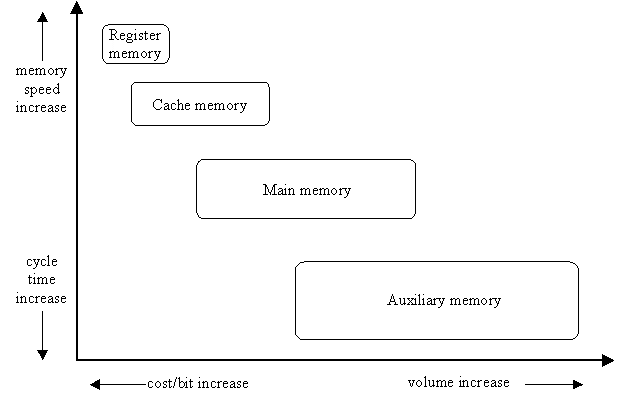 Register
memory
memory
speed
increase
Cache memory
Main memory
cycle
time
increase
Auxiliary memory
cost/bit increase
volume increase